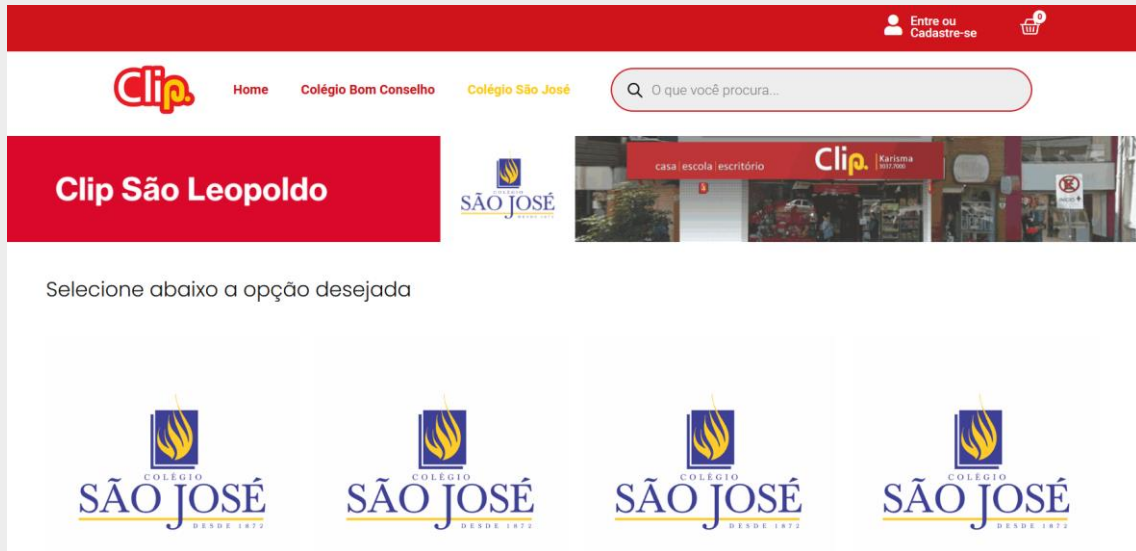 Entre ou
Cadastre-se
0
Clip.
Home
Colégio Bom Conselho
Colégio São José
O que você procura...
Clip São Leopoldo
COLÉGIO
SÃO JOSÉ
DESDE 1872
casa escola escritório
Clip.
Karisma
Selecione abaixo a opção desejada
COLÉGIO
SÃO JOSÉ
DESDE 1872
COLÉGIO
SÃO JOSÉ
DESDE 1872
COLÉGIO
SÃO JOSÉ
DESDE 1872
COLÉGIO
SÃO JOSÉ
DESDE 1872